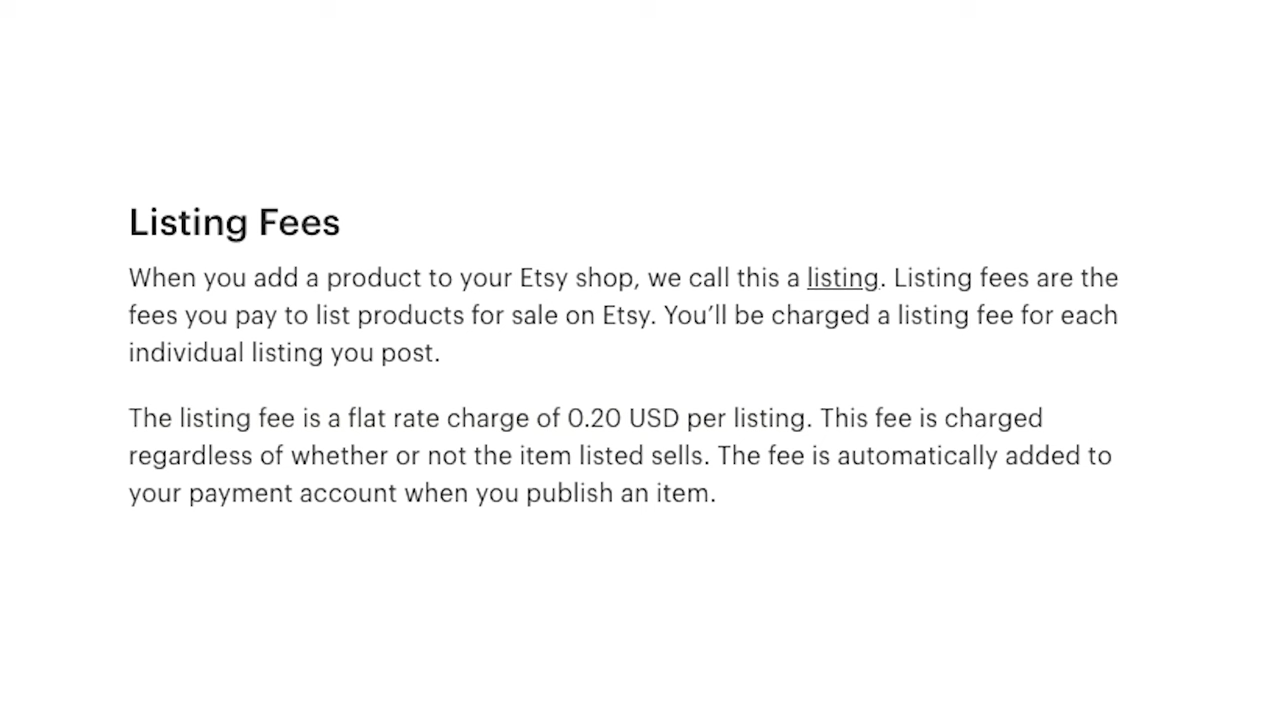 Listing Fees
When you add a product to your Etsy shop, we call this a listing. Listing fees are the
fees you pay to list products for sale on Etsy. You’ll be charged a listing fee for each
individual listing you post.
The listing fee is a flat rate charge of 0.20 USD per listing. This fee is charged
regardless of whether or not the item listed sells. The fee is automatically added to
your payment account when you publish an item.